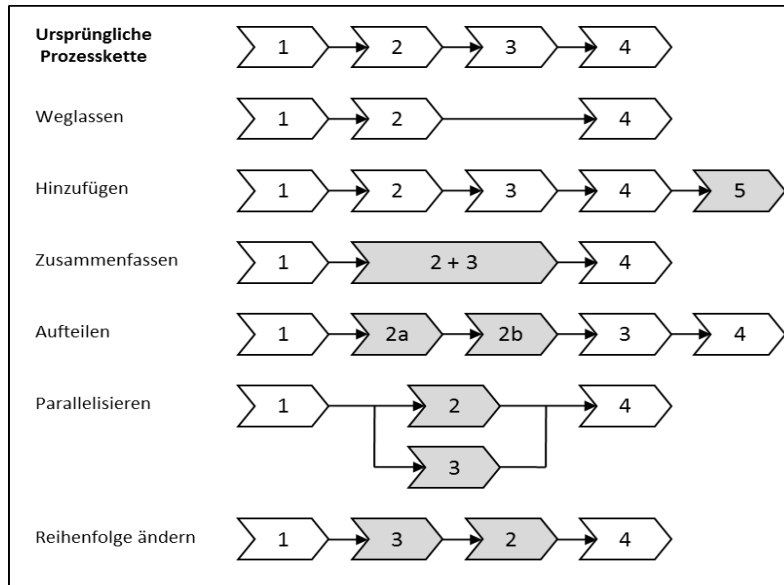 Ursprüngliche
Prozesskette
1 2 3 4
Weglassen 1 2 4
Hinzufügen 1 2 3 4 5
Zusammenfassen 1 2 + 3 4
Aufteilen 1 2a 2b 3 4
Parallelisieren 1 2 4
3
Reihenfolge ändern 1 3 2 4